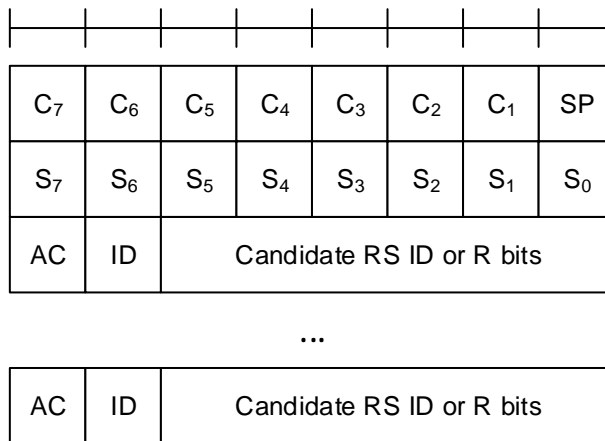 C₇ C₆ C₅ C₄ C₃ C₂ C₁ SP
S₇ S₆ S₅ S₄ S₃ S₂ S₁ S₀
AC ID Candidate RS ID or R bits
...
AC ID Candidate RS ID or R bits